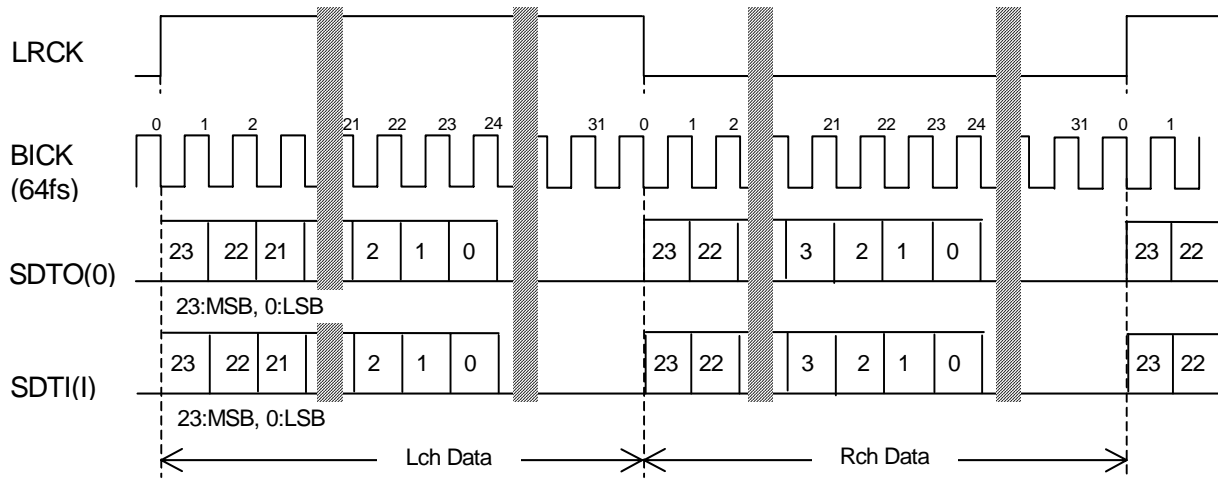 LRCK
0 1 2 21 22 23 24 31 0 1 2 21 22 23 24 31 0 1
BICK
(64fs)
23 22 21 2 1 0 23 22 3 2 1 0 23 22
SDTO(0)
23:MSB, 0:LSB
23 22 21 2 1 0 23 22 3 2 1 0 23 22
SDTI(I)
23:MSB, 0:LSB
Lch Data Rch Data